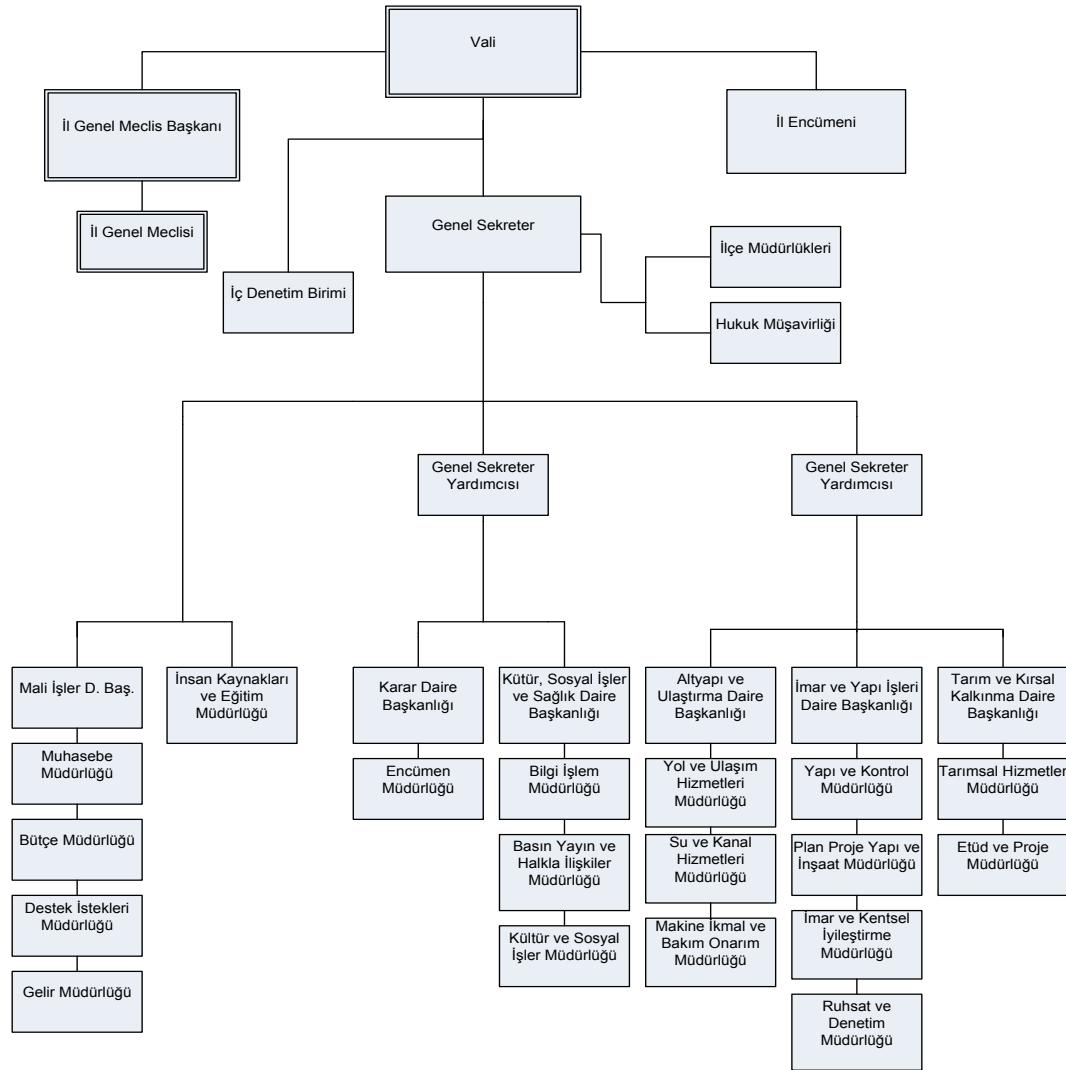 Vali
İl Genel Meclis Başkanı
İl Encümeni
İl Genel Meclisi
Genel Sekreter
İlçe Müdürlükleri
İç Denetim Birimi
Hukuk Müşavirliği
Genel Sekreter
Yardımcısı
Genel Sekreter
Yardımcısı
Mali İşler D. Baş.
İnsan Kaynakları
ve Eğitim
Müdürlüğü
Karar Daire
Başkanlığı
Kütür, Sosyal İşler
ve Sağlık Daire
Başkanlığı
Altyapı ve
Ulaştırma Daire
Başkanlığı
İmar ve Yapı İşleri
Daire Başkanlığı
Tarım ve Kırsal
Kalkınma Daire
Başkanlığı
Muhasebe
Müdürlüğü
Encümen
Müdürlüğü
Bilgi İşlem
Müdürlüğü
Yol ve Ulaşım
Hizmetleri
Müdürlüğü
Yapı ve Kontrol
Müdürlüğü
Tarımsal Hizmetler
Müdürlüğü
Bütçe Müdürlüğü
Basın Yayın ve
Halkla İlişkiler
Müdürlüğü
Su ve Kanal
Hizmetleri
Müdürlüğü
Plan Proje Yapı ve
İnşaat Müdürlüğü
Etüd ve Proje
Müdürlüğü
Destek İstekleri
Müdürlüğü
Kültür ve Sosyal
İşler Müdürlüğü
Makine İkmal ve
Bakım Onarım
Müdürlüğü
İmar ve Kentsel
İyileştirme
Müdürlüğü
Gelir Müdürlüğü
Ruhsat ve
Denetim
Müdürlüğü